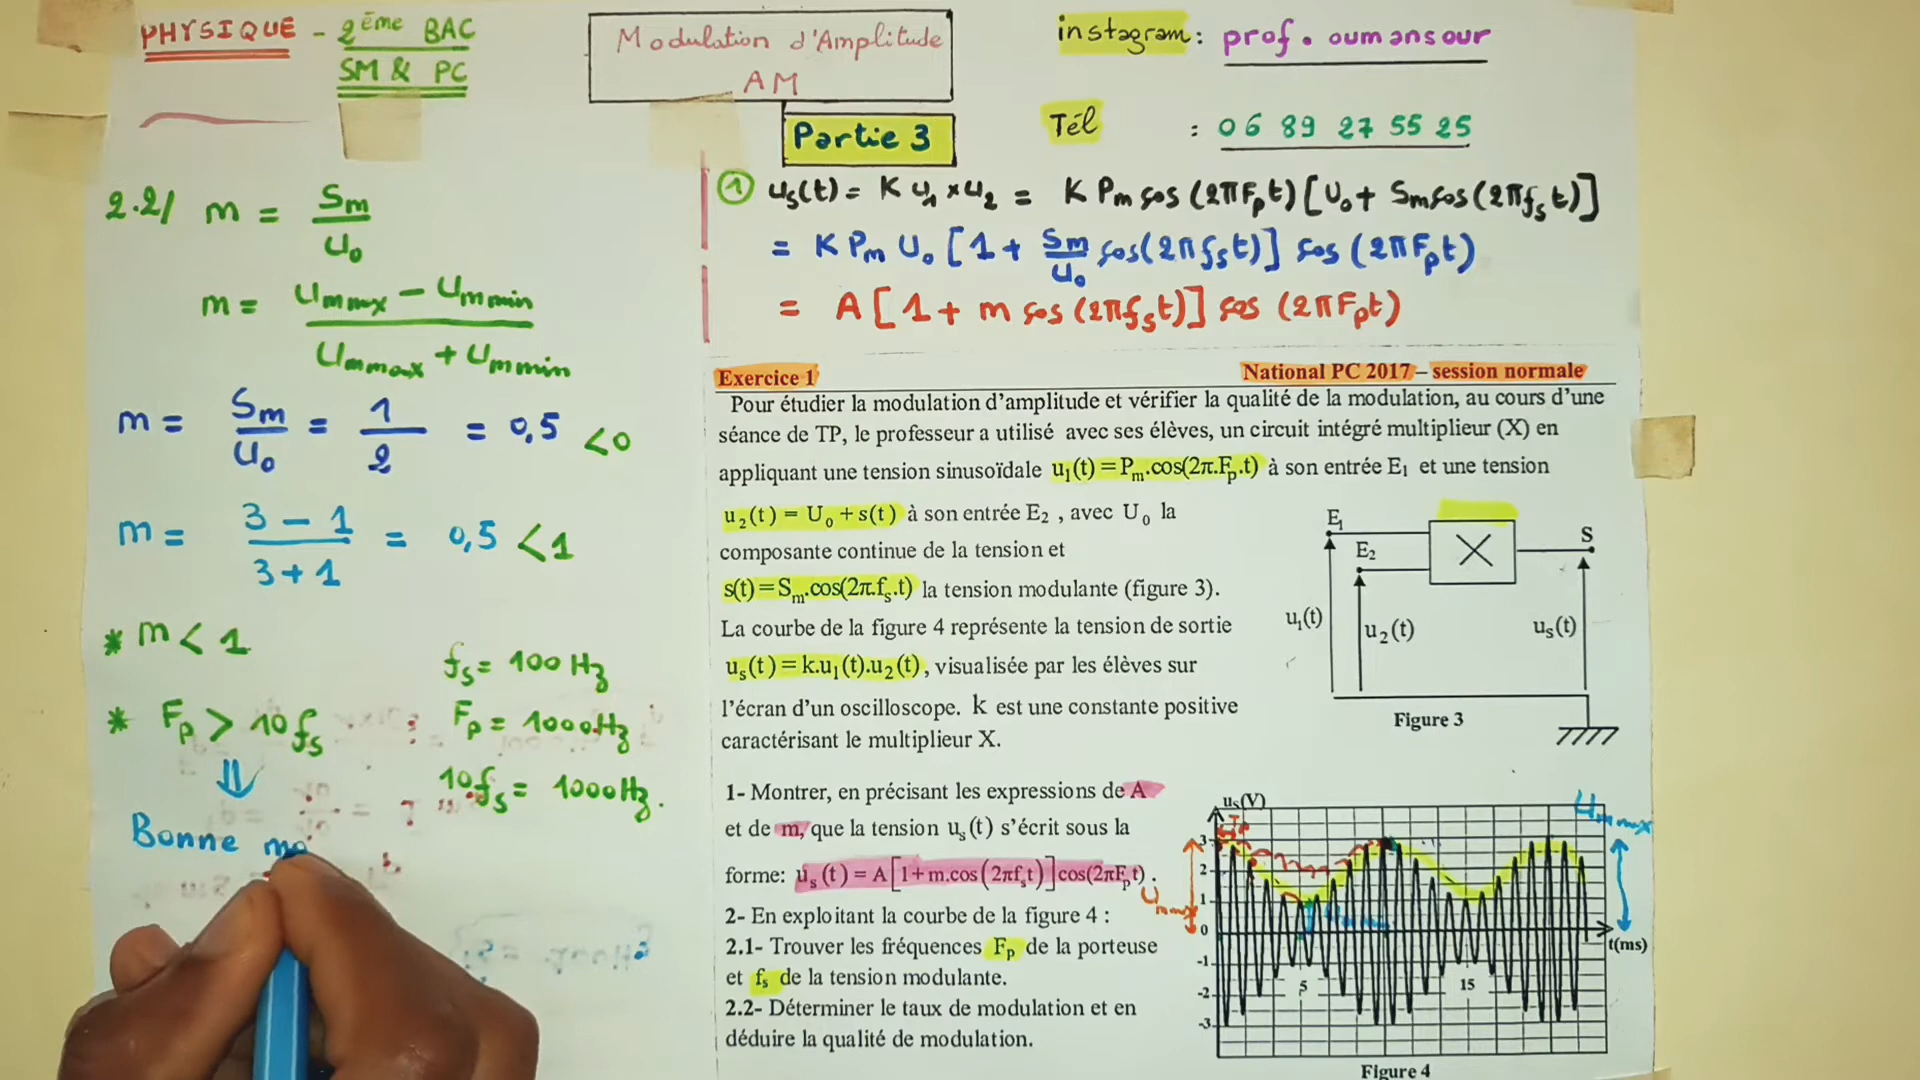 PHYSIQUE - 2ème BAC
SM & PC
Modulation d'Amplitude
AM
Partie 3
instagram : prof. oumansour
Tél : 06 89 27 55 25
2.2/ m = Sm / U0
m = (Ummax - Ummin) / (Ummax + Ummin)
m = Sm / U0 = 1 / 2 = 0,5 <0
m = (3 - 1) / (3 + 1) = 0,5 <1
* m < 1
* Fp > 10 fs :
⇓
fs = 100 Hz
Fp = 1000Hz
10fs = 1000Hz.
Bonne mo
① us(t) = K u1 × u2 = K Pm cos (2πFpt) [U0 + Sm cos (2πfst)]
= K Pm U0 [1 + Sm/U0 cos(2πfst)] cos (2πFpt)
= A [1 + m cos (2πfst)] cos (2πFpt)
Exercice 1 National PC 2017 – session normale
Pour étudier la modulation d'amplitude et vérifier la qualité de la modulation, au cours d'une
séance de TP, le professeur a utilisé avec ses élèves, un circuit intégré multiplieur (X) en
appliquant une tension sinusoïdale u1(t) = Pm.cos(2π.Fp.t) à son entrée E1 et une tension
u2(t) = U0 + s(t) à son entrée E2 , avec U0 la
composante continue de la tension et
s(t) = Sm.cos(2π.fs.t) la tension modulante (figure 3).
La courbe de la figure 4 représente la tension de sortie
us(t) = k.u1(t).u2(t), visualisée par les élèves sur
l'écran d'un oscilloscope. k est une constante positive
caractérisant le multiplieur X.
E1
E2
X
S
u1(t)
u2(t)
us(t)
Figure 3
1- Montrer, en précisant les expressions de A
et de m, que la tension us(t) s'écrit sous la
forme: us(t) = A[1+m.cos(2πfst)]cos(2πFpt) .
2- En exploitant la courbe de la figure 4 :
2.1- Trouver les fréquences Fp de la porteuse
et fs de la tension modulante.
2.2- Déterminer le taux de modulation et en
déduire la qualité de modulation.
us(V)
Ummax
3
2
1
0
-1
-2
-3
5
15
t(ms)
Figure 4